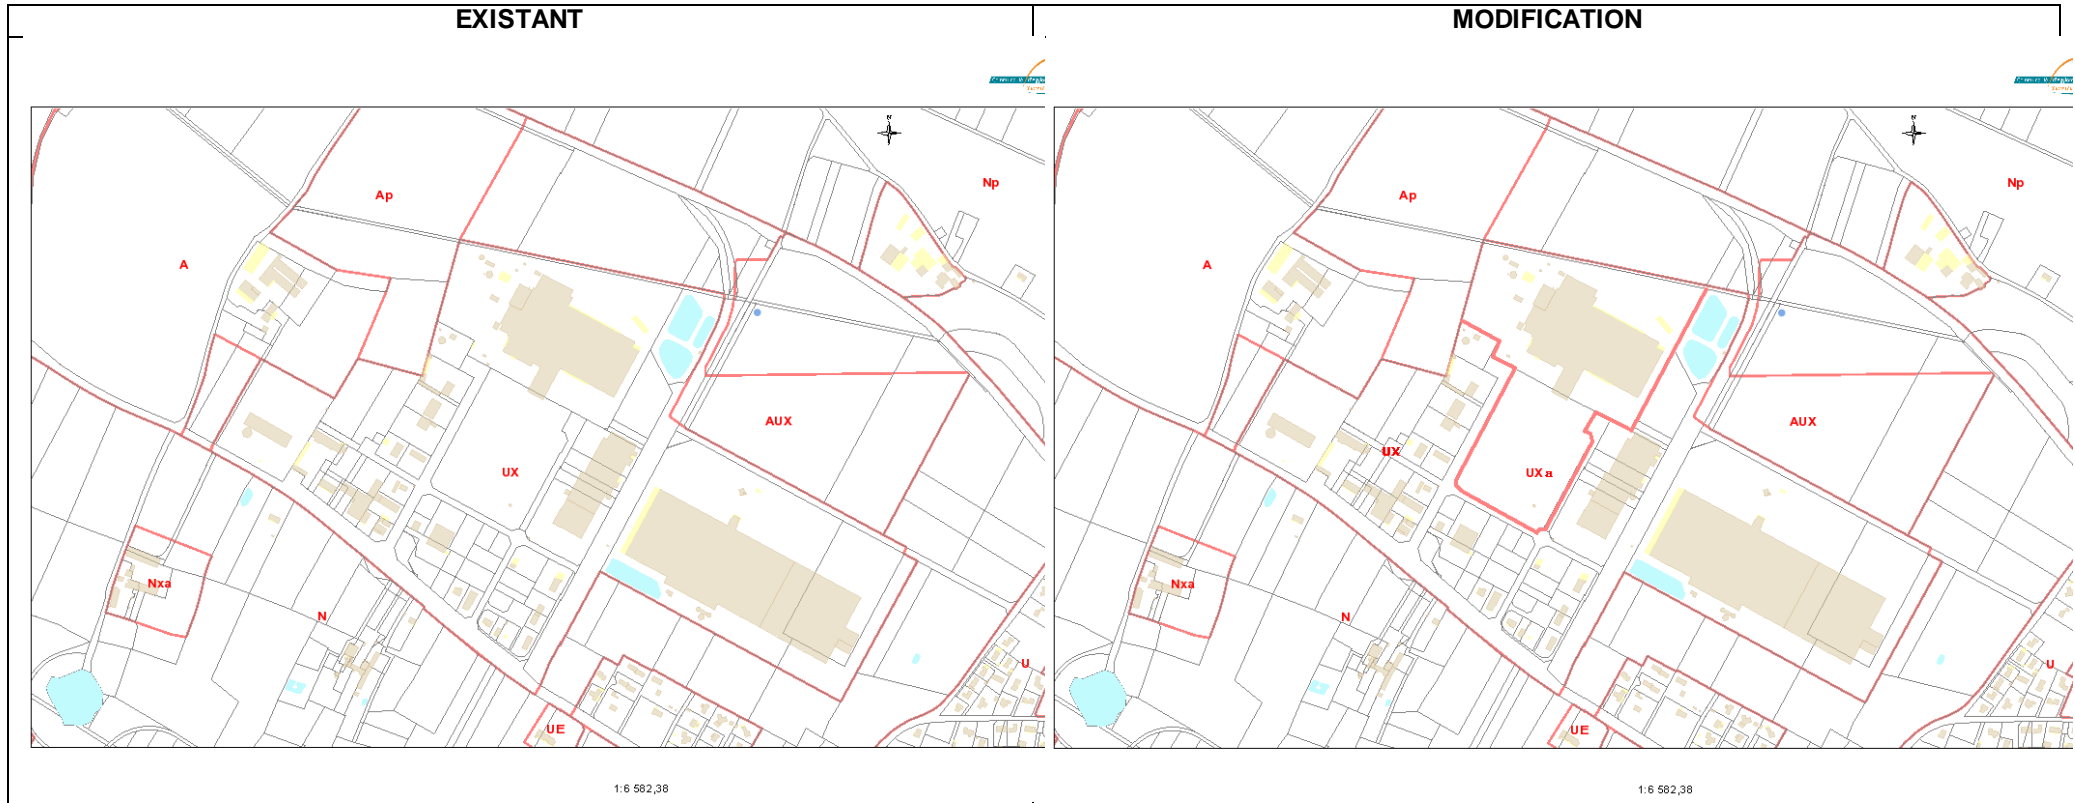 EXISTANT
MODIFICATION
N
Np
Ap
A
AUX
UX
Nxa
N
U
UE
1:6 582,38
N
Np
Ap
A
AUX
UX
UXa
Nxa
N
U
UE
1:6 582,38